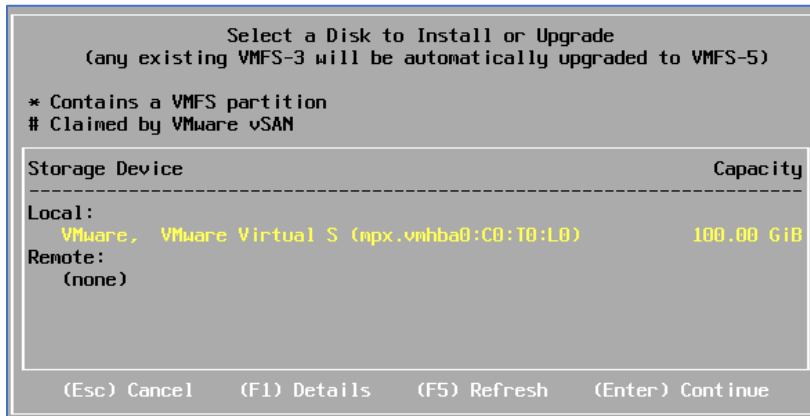 Select a Disk to Install or Upgrade
(any existing VMFS-3 will be automatically upgraded to VMFS-5)
* Contains a VMFS partition
# Claimed by VMware vSAN
Storage Device Capacity
Local:
VMware, VMware Virtual S (mpx.vmhba0:C0:T0:L0) 100.00 GiB
Remote:
(none)
(Esc) Cancel (F1) Details (F5) Refresh (Enter) Continue